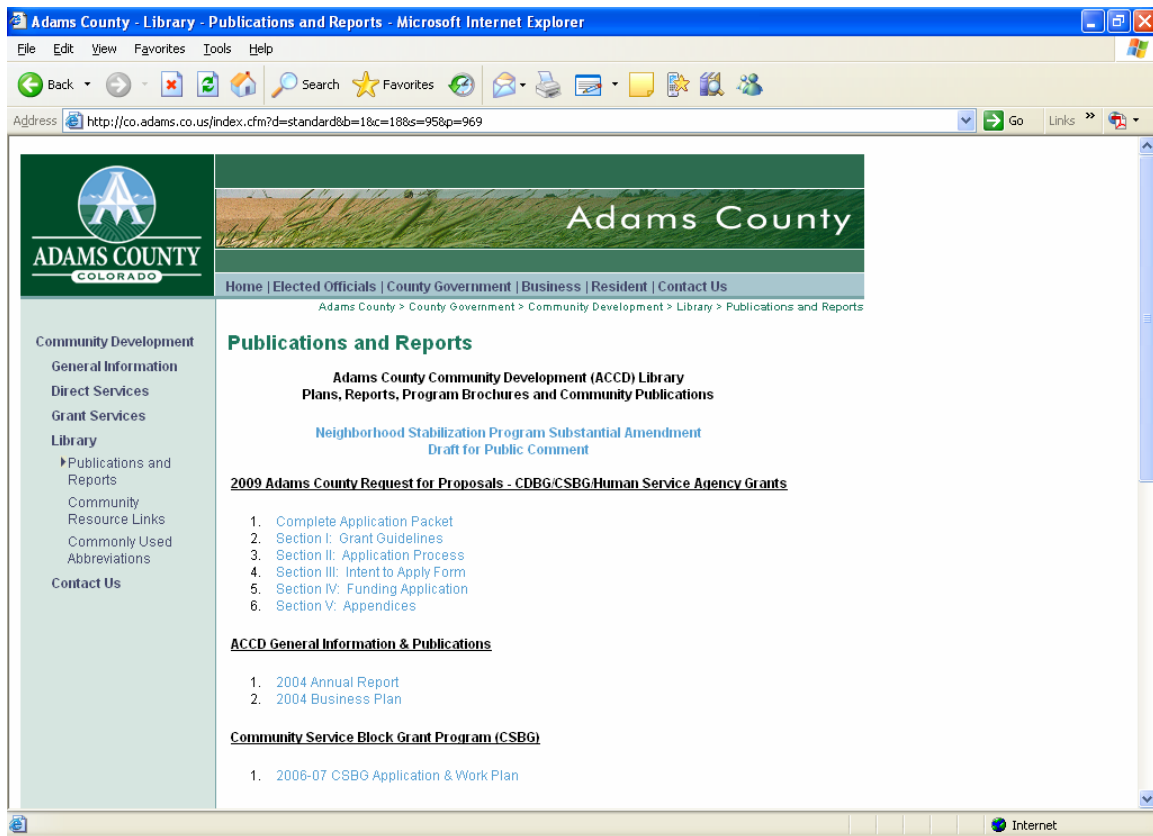 Adams County - Library - Publications and Reports - Microsoft Internet Explorer
File Edit View Favorites Tools Help
Back Search Favorites
Address http://co.adams.co.us/index.cfm?d=standard&b=1&c=18&s=95&p=969 Go Links »
ADAMS COUNTY
COLORADO
Adams County
Home | Elected Officials | County Government | Business | Resident | Contact Us
Adams County > County Government > Community Development > Library > Publications and Reports
Community Development
General Information
Direct Services
Grant Services
Library
Publications and
Reports
Community
Resource Links
Commonly Used
Abbreviations
Contact Us
Publications and Reports
Adams County Community Development (ACCD) Library
Plans, Reports, Program Brochures and Community Publications
Neighborhood Stabilization Program Substantial Amendment
Draft for Public Comment
2009 Adams County Request for Proposals - CDBG/CSBG/Human Service Agency Grants
1. Complete Application Packet
2. Section I: Grant Guidelines
3. Section II: Application Process
4. Section III: Intent to Apply Form
5. Section IV: Funding Application
6. Section V: Appendices
ACCD General Information & Publications
1. 2004 Annual Report
2. 2004 Business Plan
Community Service Block Grant Program (CSBG)
1. 2006-07 CSBG Application & Work Plan
Internet